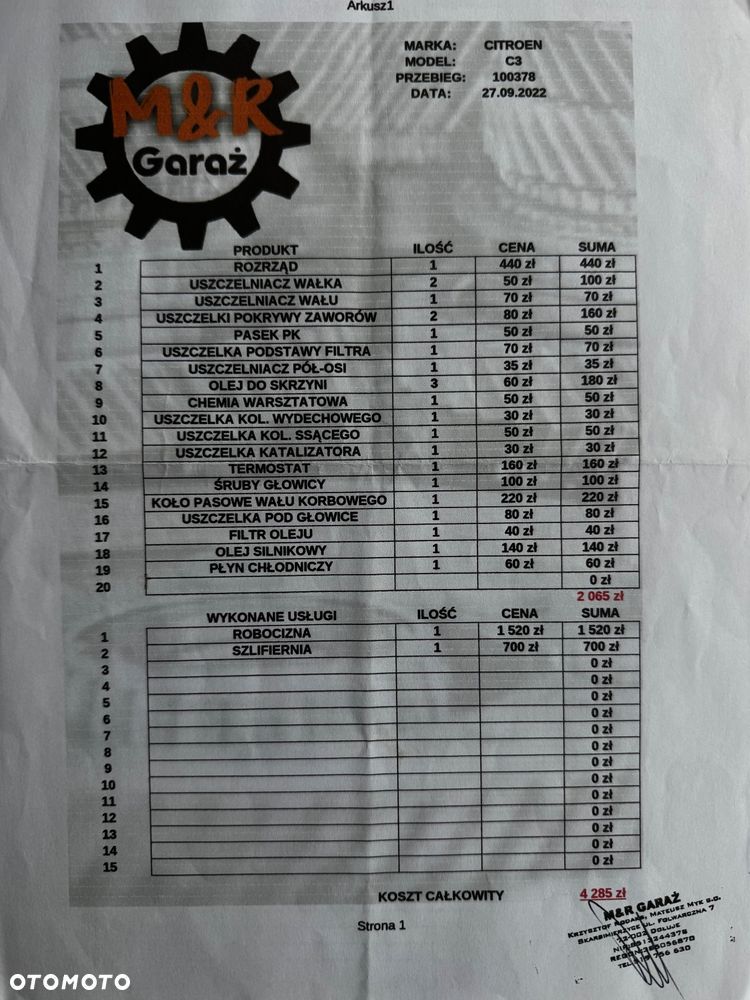 Arkusz1
M&R
Garaż
MARKA: CITROEN
MODEL: C3
PRZEBIEG: 100378
DATA: 27.09.2022
PRODUKT ILOŚĆ CENA SUMA
1 ROZRZĄD 1 440 zł 440 zł
2 USZCZELNIACZ WAŁKA 2 50 zł 100 zł
3 USZCZELNIACZ WAŁU 1 70 zł 70 zł
4 USZCZELKI POKRYWY ZAWORÓW 2 80 zł 160 zł
5 PASEK PK 1 50 zł 50 zł
6 USZCZELKA PODSTAWY FILTRA 1 70 zł 70 zł
7 USZCZELNIACZ PÓŁ-OSI 1 35 zł 35 zł
8 OLEJ DO SKRZYNI 3 60 zł 180 zł
9 CHEMIA WARSZTATOWA 1 50 zł 50 zł
10 USZCZELKA KOL. WYDECHOWEGO 1 30 zł 30 zł
11 USZCZELKA KOL. SSĄCEGO 1 50 zł 50 zł
12 USZCZELKA KATALIZATORA 1 30 zł 30 zł
13 TERMOSTAT 1 160 zł 160 zł
14 ŚRUBY GŁOWICY 1 100 zł 100 zł
15 KOŁO PASOWE WAŁU KORBOWEGO 1 220 zł 220 zł
16 USZCZELKA POD GŁOWICE 1 80 zł 80 zł
17 FILTR OLEJU 1 40 zł 40 zł
18 OLEJ SILNIKOWY 1 140 zł 140 zł
19 PŁYN CHŁODNICZY 1 60 zł 60 zł
20 0 zł
2 065 zł
WYKONANE USŁUGI ILOŚĆ CENA SUMA
1 ROBOCIZNA 1 1 520 zł 1 520 zł
2 SZLIFIERNIA 1 700 zł 700 zł
3 0 zł
4 0 zł
5 0 zł
6 0 zł
7 0 zł
8 0 zł
9 0 zł
10 0 zł
11 0 zł
12 0 zł
13 0 zł
14 0 zł
15 0 zł
KOSZT CAŁKOWITY 4 285 zł
M&R GARAŻ
KRZYSZTOF MATEUSZ MYK S.C.
SKARBIMIERZYCE UL. FOLWARCZNA 7
72-002 DOŁUJE
Strona 1
OTOMOTO